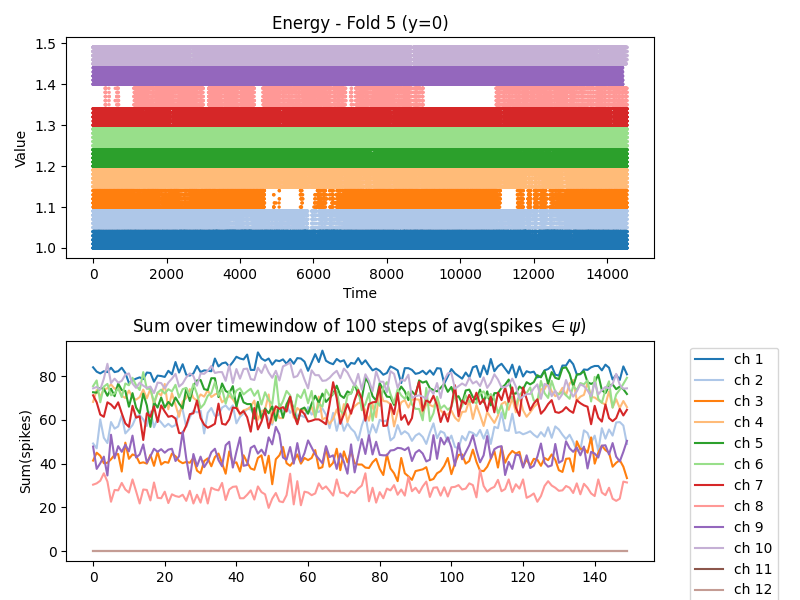 Energy - Fold 5 (y=0)
1.5
1.4
1.3
1.2
1.1
1.0
Value
0 2000 4000 6000 8000 10000 12000 14000
Time
Sum over timewindow of 100 steps of avg(spikes ∈ ψ)
80
60
40
20
0
Sum(spikes)
0 20 40 60 80 100 120 140
ch 1
ch 2
ch 3
ch 4
ch 5
ch 6
ch 7
ch 8
ch 9
ch 10
ch 11
ch 12